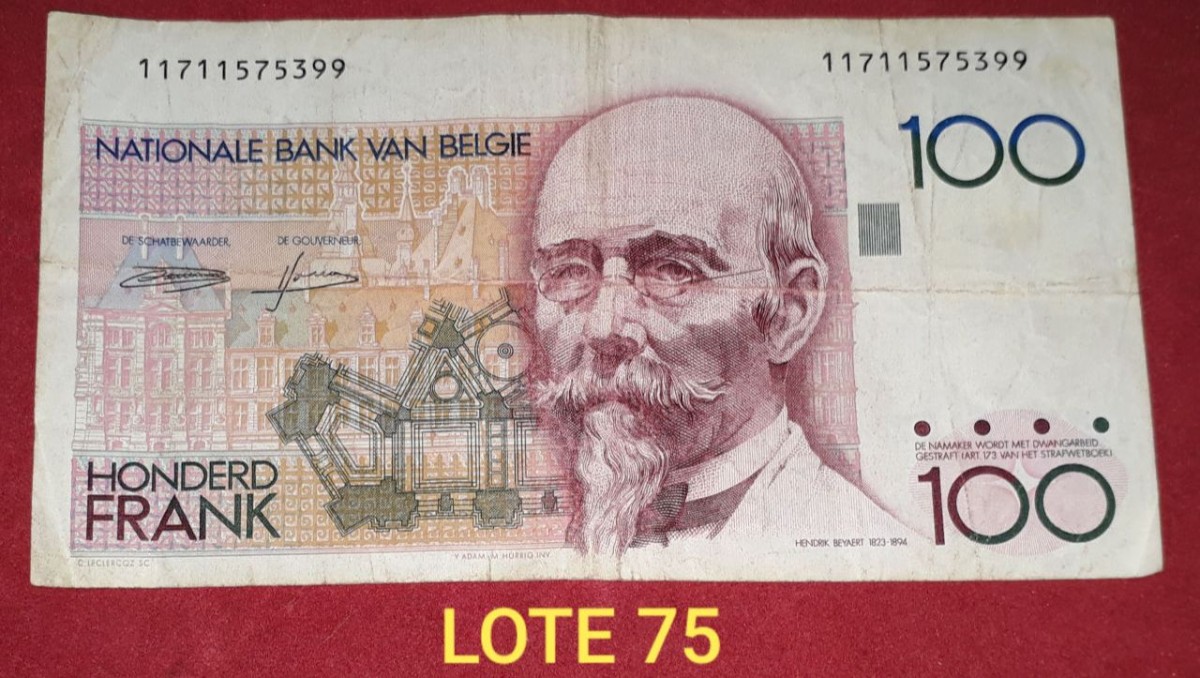 11711575399
11711575399
NATIONALE BANK VAN BELGIE
100
DE SCHATBEWAARDER,
DE GOUVERNEUR,
DE NAMAKER WORDT MET DWANGARBEID
GESTRAFT (ART. 173 VAN HET STRAFWETBOEK)
HONDERD
FRANK
100
HENDRIK BEYAERT 1823-1894
LOTE 75